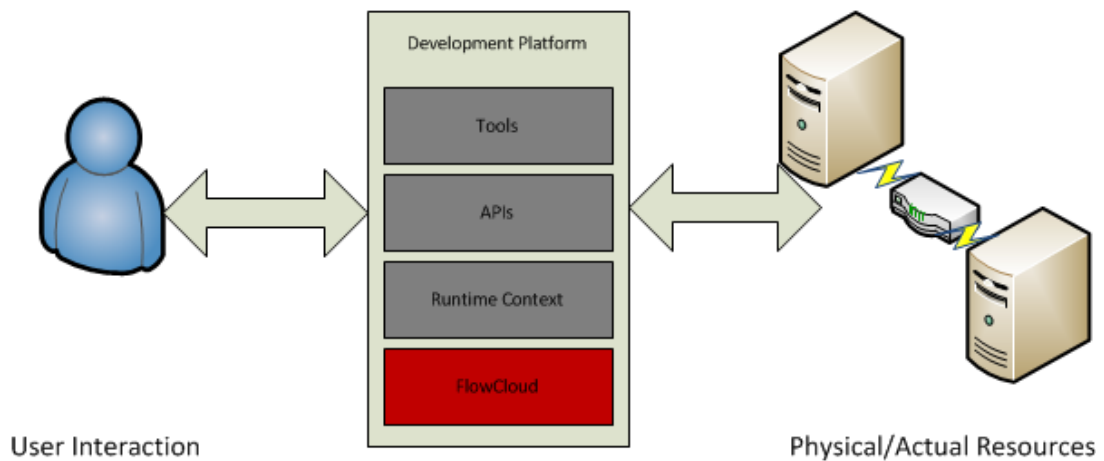 Development Platform
Tools
APIs
Runtime Context
FlowCloud
User Interaction
Physical/Actual Resources